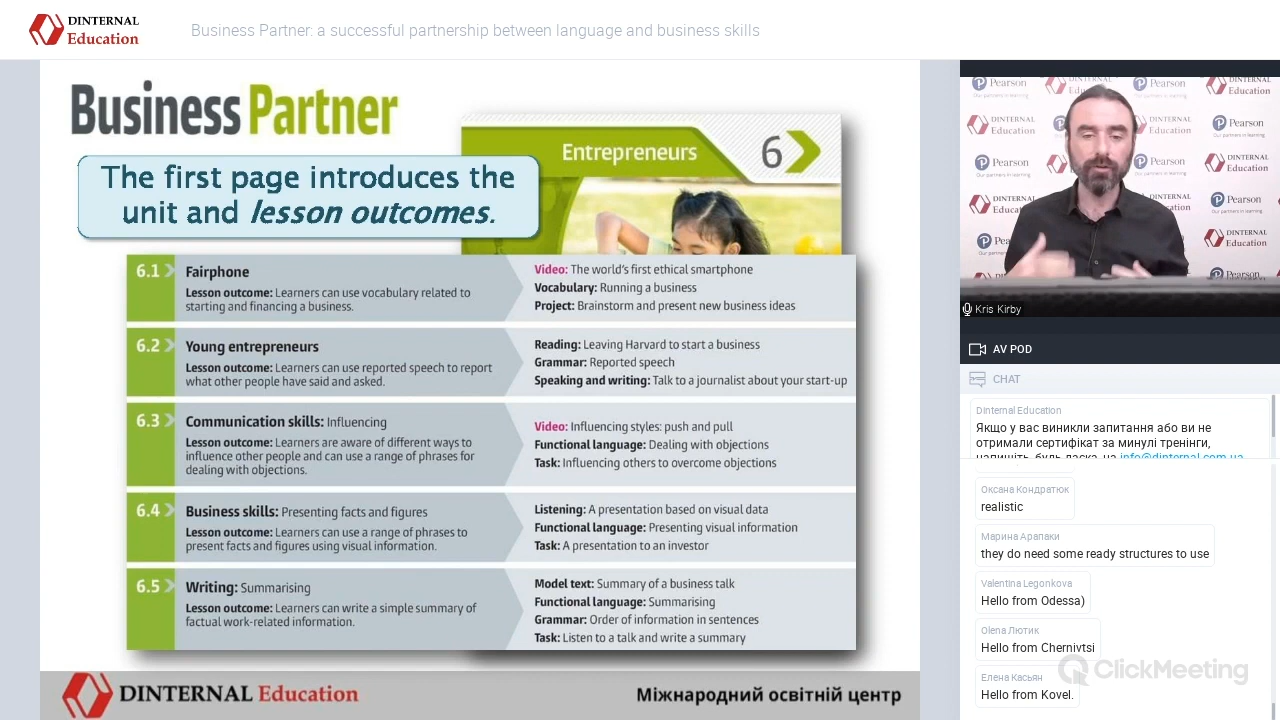 DINTERNAL
Education
Business Partner: a successful partnership between language and business skills
Business Partner
The first page introduces the
unit and lesson outcomes.
Entrepreneurs
6
6.1
Fairphone
Lesson outcome: Learners can use vocabulary related to
starting and financing a business.
Video: The world's first ethical smartphone
Vocabulary: Running a business
Project: Brainstorm and present new business ideas
6.2
Young entrepreneurs
Lesson outcome: Learners can use reported speech to report
what other people have said and asked.
Reading: Leaving Harvard to start a business
Grammar: Reported speech
Speaking and writing: Talk to a journalist about your start-up
6.3
Communication skills: Influencing
Lesson outcome: Learners are aware of different ways to
influence other people and can use a range of phrases for
dealing with objections.
Video: Influencing styles: push and pull
Functional language: Dealing with objections
Task: Influencing others to overcome objections
6.4
Business skills: Presenting facts and figures
Lesson outcome: Learners can use a range of phrases to
present facts and figures using visual information.
Listening: A presentation based on visual data
Functional language: Presenting visual information
Task: A presentation to an investor
6.5
Writing: Summarising
Lesson outcome: Learners can write a simple summary of
factual work-related information.
Model text: Summary of a business talk
Functional language: Summarising
Grammar: Order of information in sentences
Task: Listen to a talk and write a summary
DINTERNAL Education
Міжнародний освітній центр
Pearson
DINTERNAL
Education
Kris Kirby
AV POD
CHAT
Dinternal Education
Якщо у вас виникли запитання або ви не
отримали сертифікат за минулі тренінги,
напишіть, будь ласка, на info@dinternal.com.ua
Оксана Кондратюк
realistic
Марина Арапаки
they do need some ready structures to use
Valentina Legonkova
Hello from Odessa)
Olena Лютик
Hello from Chernivtsi
Елена Касьян
Hello from Kovel.
ClickMeeting